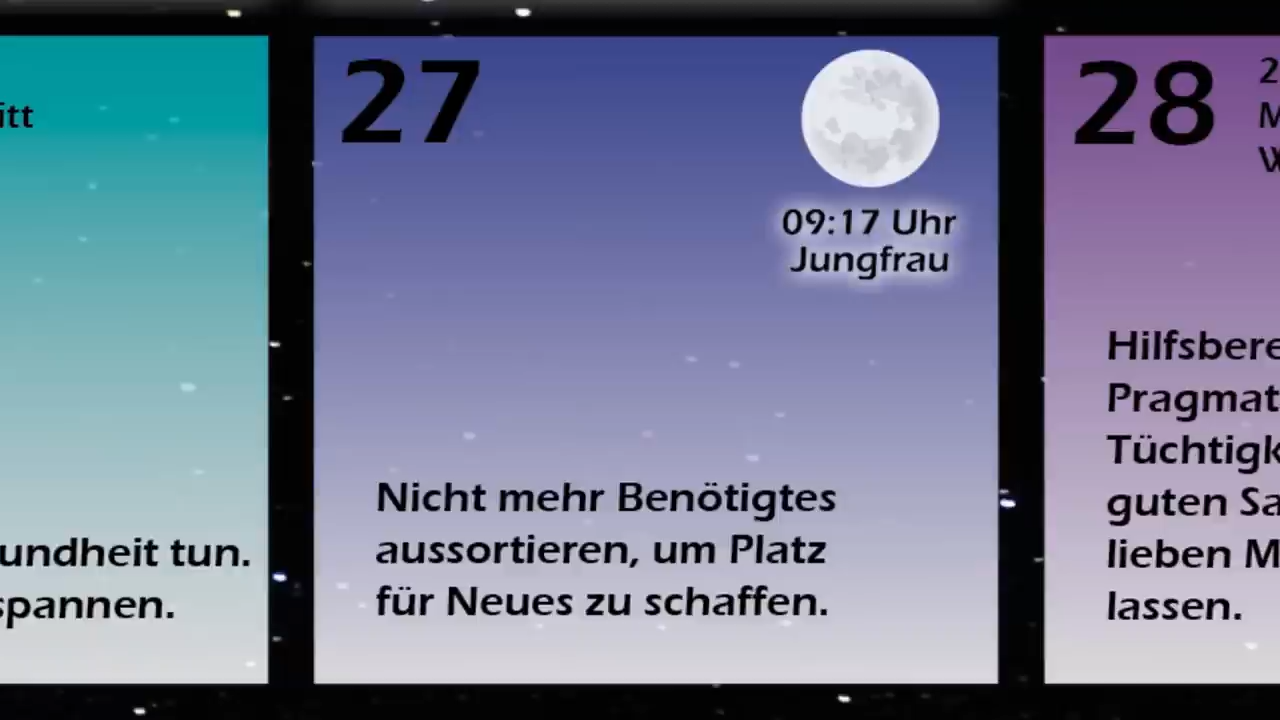 itt
undheit tun.
spannen.
27
09:17 Uhr
Jungfrau
Nicht mehr Benötigtes
aussortieren, um Platz
für Neues zu schaffen.
28
2
M
W
Hilfsbere
Pragmat
Tüchtigk
guten Sa
lieben M
lassen.